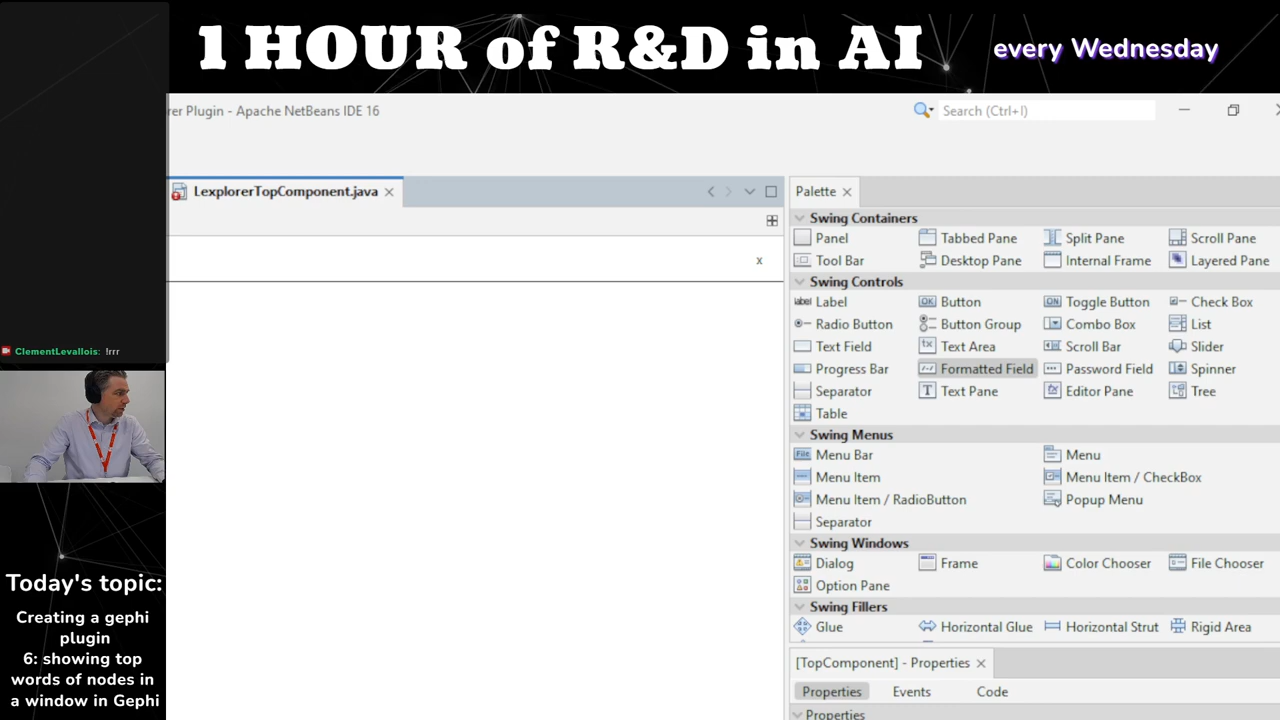 1 HOUR of R&D in AI
every Wednesday
rer Plugin - Apache NetBeans IDE 16
Search (Ctrl+I)
LexplorerTopComponent.java
x
Palette
Swing Containers
Panel Tabbed Pane Split Pane Scroll Pane
Tool Bar Desktop Pane Internal Frame Layered Pane
Swing Controls
label Label OK Button ON Toggle Button Check Box
Radio Button Button Group Combo Box List
Text Field Text Area Scroll Bar Slider
Progress Bar Formatted Field Password Field Spinner
Separator Text Pane Editor Pane Tree
Table
Swing Menus
File Menu Bar Menu
Menu Item Menu Item / CheckBox
Menu Item / RadioButton Popup Menu
Separator
Swing Windows
Dialog Frame Color Chooser File Chooser
Option Pane
Swing Fillers
Glue Horizontal Glue Horizontal Strut Rigid Area
[TopComponent] - Properties
Properties Events Code
Properties
ClementLevallois: !rrr
Today's topic:
Creating a gephi
plugin
6: showing top
words of nodes in
a window in Gephi